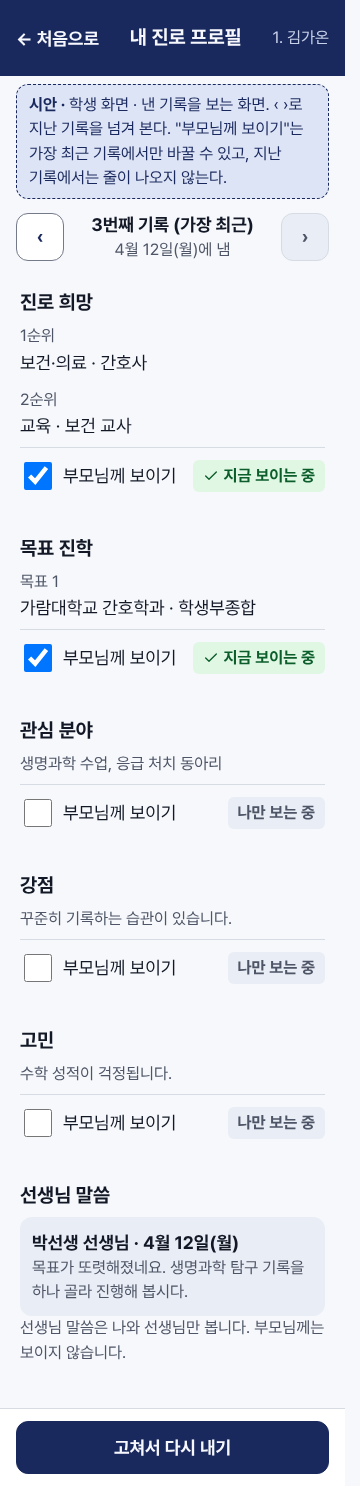 ← 처음으로
내 진로 프로필
1. 김가온
시안 · 학생 화면 · 낸 기록을 보는 화면. ‹ ›로
지난 기록을 넘겨 본다. "부모님께 보이기"는
가장 최근 기록에서만 바꿀 수 있고, 지난
기록에서는 줄이 나오지 않는다.
‹
3번째 기록 (가장 최근)
4월 12일(월)에 냄
›
진로 희망
1순위
보건·의료 · 간호사
2순위
교육 · 보건 교사
부모님께 보이기
✓ 지금 보이는 중
목표 진학
목표 1
가람대학교 간호학과 · 학생부종합
부모님께 보이기
✓ 지금 보이는 중
관심 분야
생명과학 수업, 응급 처치 동아리
부모님께 보이기
나만 보는 중
강점
꾸준히 기록하는 습관이 있습니다.
부모님께 보이기
나만 보는 중
고민
수학 성적이 걱정됩니다.
부모님께 보이기
나만 보는 중
선생님 말씀
박선생 선생님 · 4월 12일(월)
목표가 또렷해졌네요. 생명과학 탐구 기록을
하나 골라 진행해 봅시다.
선생님 말씀은 나와 선생님만 봅니다. 부모님께는
보이지 않습니다.
고쳐서 다시 내기